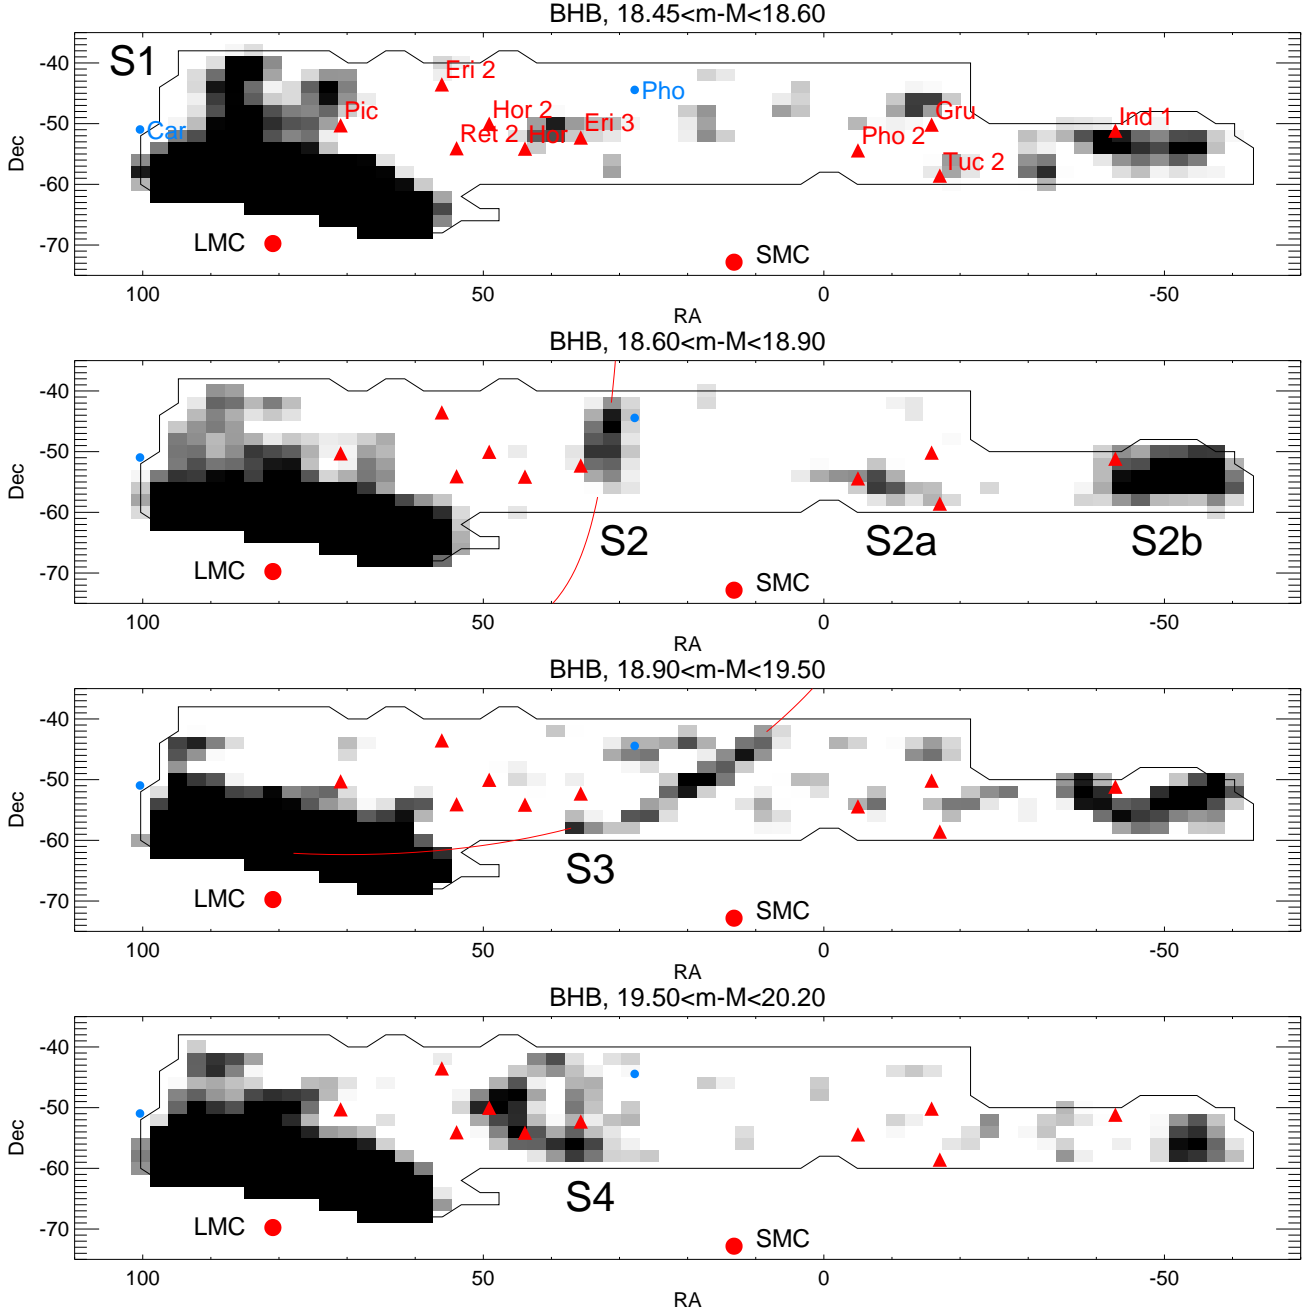 BHB, 18.45<m-M<18.60
S1
-40
Eri 2
Pho
Pic
Hor 2
Gru
Ind 1
Car
Ret 2
Hor
Eri 3
Pho 2
-50
Tuc 2
-60
-70
LMC
SMC
Dec
100
50
0
-50
RA
BHB, 18.60<m-M<18.90
-40
-50
-60
-70
S2
S2a
S2b
LMC
SMC
Dec
100
50
0
-50
RA
BHB, 18.90<m-M<19.50
-40
-50
-60
-70
S3
LMC
SMC
Dec
100
50
0
-50
RA
BHB, 19.50<m-M<20.20
-40
-50
-60
-70
S4
LMC
SMC
Dec
100
50
0
-50
RA